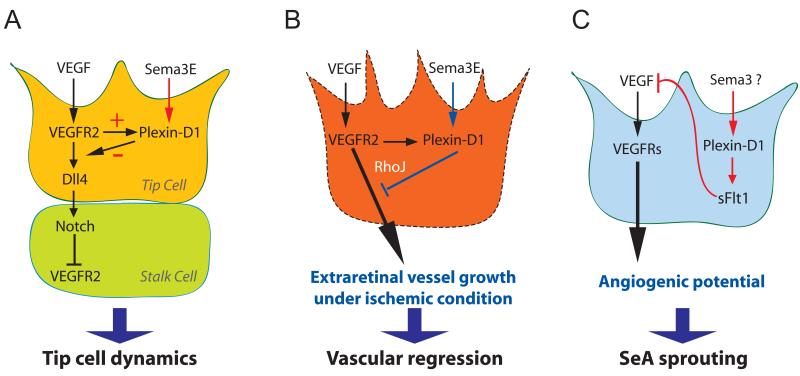 A
VEGF
Sema3E
+
VEGFR2
Plexin-D1
–
Dll4
Tip Cell
Notch
VEGFR2
Stalk Cell
Tip cell dynamics
B
VEGF
Sema3E
VEGFR2
Plexin-D1
RhoJ
Extraretinal vessel growth
under ischemic condition
Vascular regression
C
VEGF
Sema3 ?
VEGFRs
Plexin-D1
sFlt1
Angiogenic potential
SeA sprouting